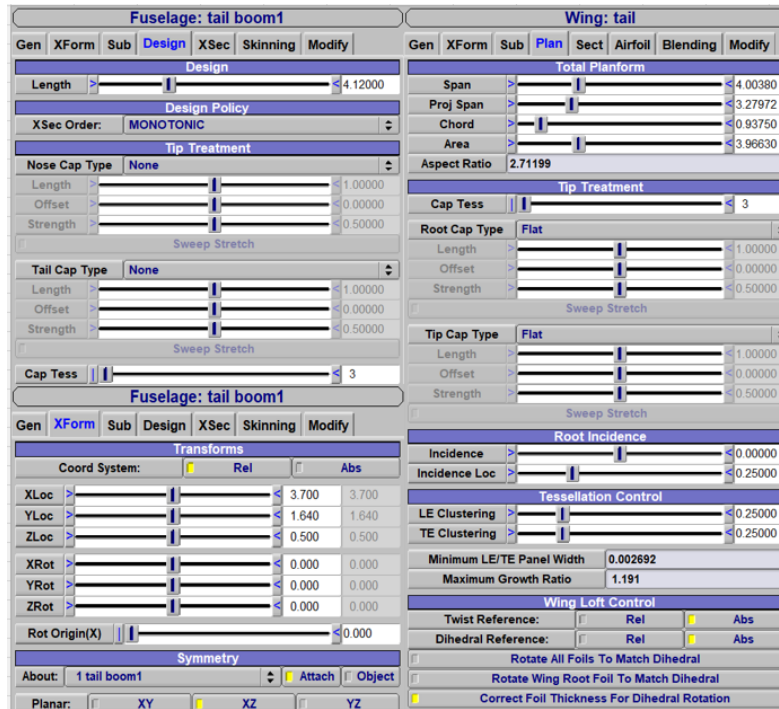 Fuselage: tail boom1
Gen XForm Sub Design XSec Skinning Modify
Design
Length > < 4.12000
Design Policy
XSec Order: MONOTONIC
Tip Treatment
Nose Cap Type None
Length > < 1.00000
Offset > < 0.00000
Strength > < 0.50000
Sweep Stretch
Tail Cap Type None
Length > < 1.00000
Offset > < 0.00000
Strength > < 0.50000
Sweep Stretch
Cap Tess | < 3
Fuselage: tail boom1
Gen XForm Sub Design XSec Skinning Modify
Transforms
Coord System: Rel Abs
XLoc > < 3.700 3.700
YLoc > < 1.640 1.640
ZLoc > < 0.500 0.500
XRot > < 0.000 0.000
YRot > < 0.000 0.000
ZRot > < 0.000 0.000
Rot Origin(X) | < 0.000
Symmetry
About: 1 tail boom1 Attach Object
Planar: XY XZ YZ
Wing: tail
Gen XForm Sub Plan Sect Airfoil Blending Modify
Total Planform
Span > < 4.00380
Proj Span > < 3.27972
Chord > < 0.93750
Area > < 3.96630
Aspect Ratio 2.71199
Tip Treatment
Cap Tess | < 3
Root Cap Type Flat
Length > < 1.00000
Offset > < 0.00000
Strength > < 0.50000
Sweep Stretch
Tip Cap Type Flat
Length > < 1.00000
Offset > < 0.00000
Strength > < 0.50000
Sweep Stretch
Root Incidence
Incidence > < 0.00000
Incidence Loc > < 0.25000
Tessellation Control
LE Clustering > < 0.25000
TE Clustering > < 0.25000
Minimum LE/TE Panel Width 0.002692
Maximum Growth Ratio 1.191
Wing Loft Control
Twist Reference: Rel Abs
Dihedral Reference: Rel Abs
Rotate All Foils To Match Dihedral
Rotate Wing Root Foil To Match Dihedral
Correct Foil Thickness For Dihedral Rotation